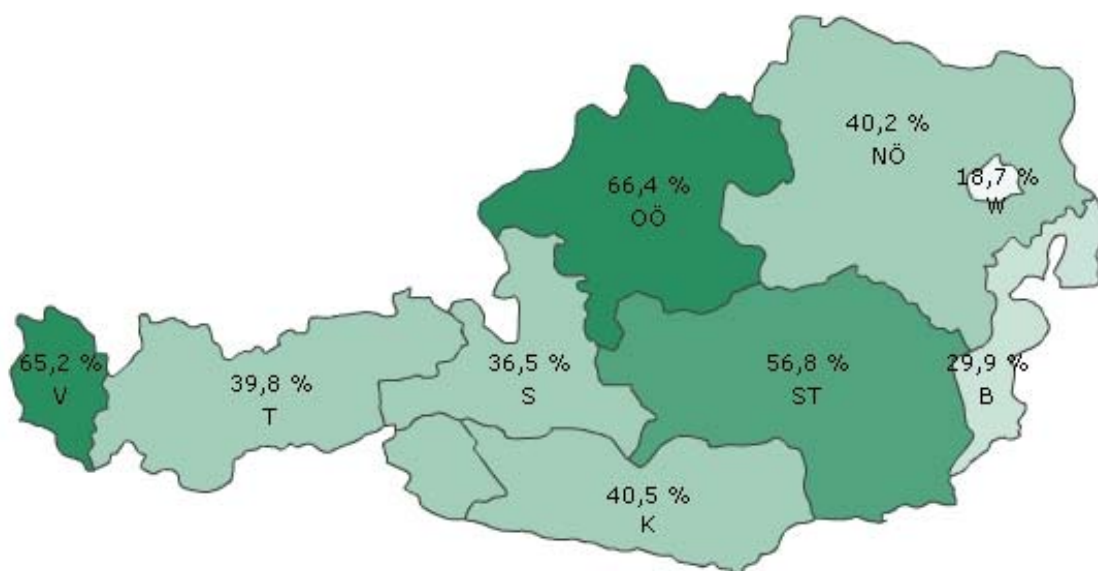 40,2 %
NÖ
18,7 %
W
66,4 %
OÖ
65,2 %
V
39,8 %
T
36,5 %
S
56,8 %
ST
29,9 %
B
40,5 %
K